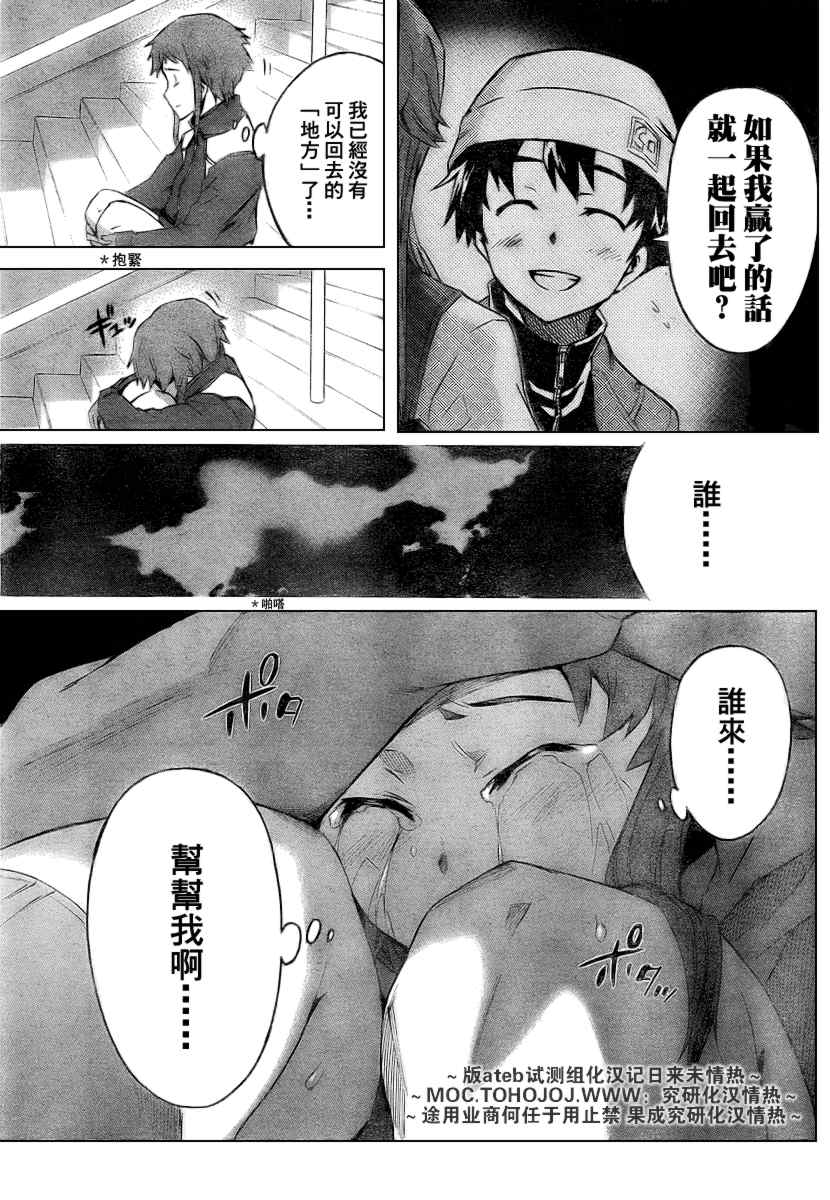 如果我贏了的話
就一起回去吧?
我已經沒有
可以回去的
「地方」了…
＊抱緊
ギュッ
誰……
＊啪嗒
誰來……
ポロポタ
幫幫我啊……
ポタッ…
~版ateb试测组化汉记日来未情热~
~MOC.TOHOJOJ.WWW：究研化汉情热~
~途用业商何任于用止禁 果成究研化汉情热~